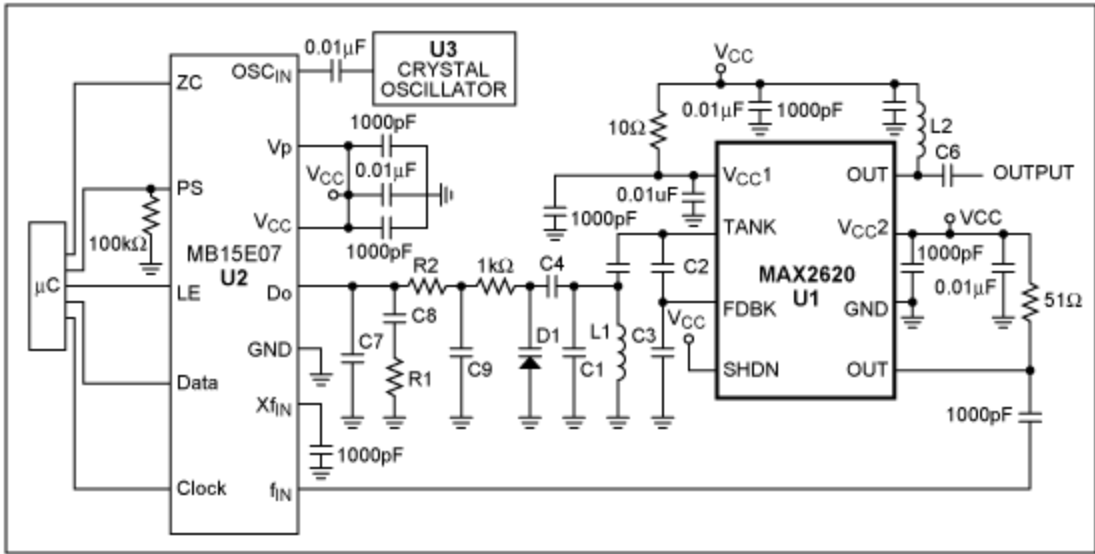 U3
CRYSTAL
OSCILLATOR
0.01μF
OSC_IN
ZC
VCC
0.01μF
1000pF
L2
C6
OUTPUT
10Ω
1000pF
Vp
0.01μF
VCC
VCC
1000pF
PS
100kΩ
MB15E07
U2
μC
LE
Do
R2
1kΩ
C4
C7
C8
R1
C9
D1
C1
L1
GND
Data
XfIN
1000pF
Clock
fIN
VCC1
0.01uF
1000pF
TANK
C2
MAX2620
U1
FDBK
C3
VCC
SHDN
OUT
VCC2
VCC
1000pF
0.01μF
GND
51Ω
OUT
1000pF